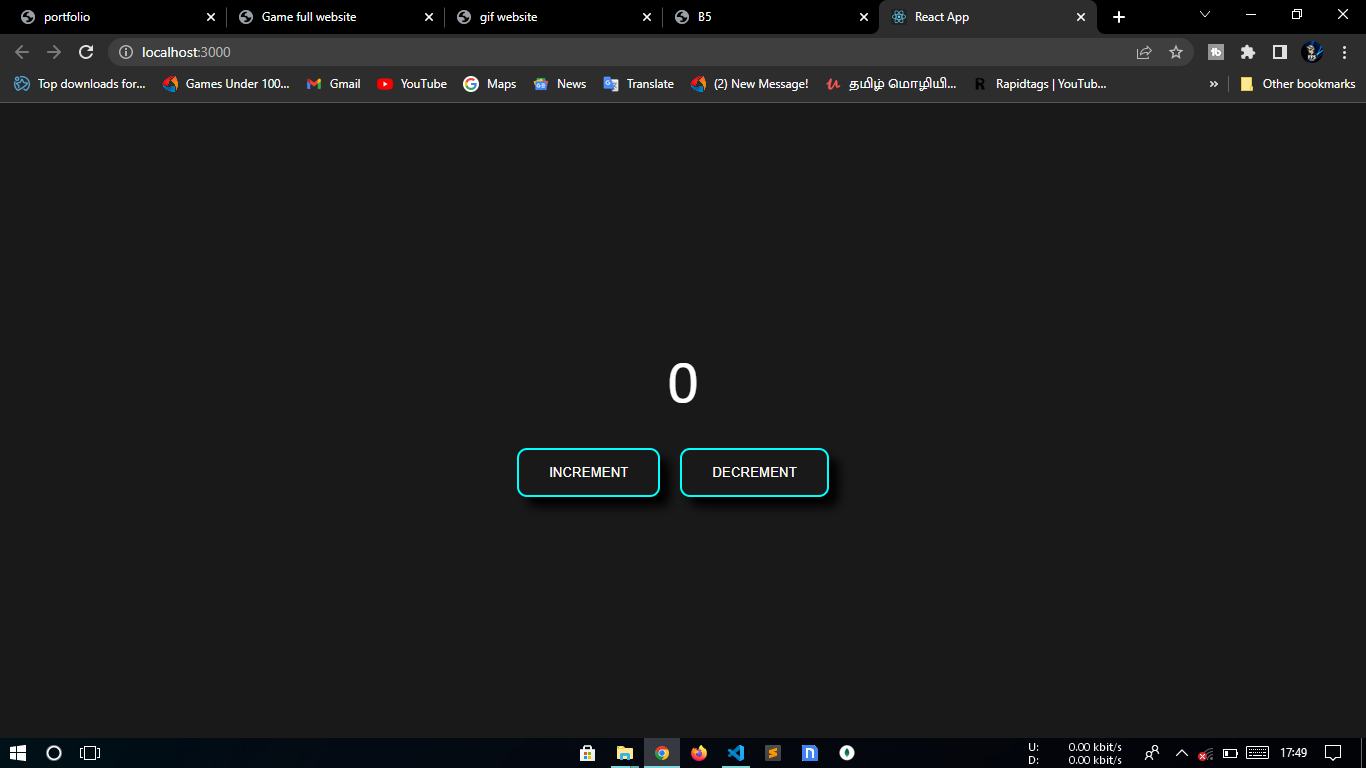 portfolio
Game full website
gif website
B5
React App
localhost:3000
Top downloads for...
Games Under 100...
Gmail
YouTube
Maps
News
Translate
(2) New Message!
தமிழ் மொழியி...
Rapidtags | YouTub...
Other bookmarks
0
INCREMENT
DECREMENT
U: 0.00 kbit/s
D: 0.00 kbit/s
17:49